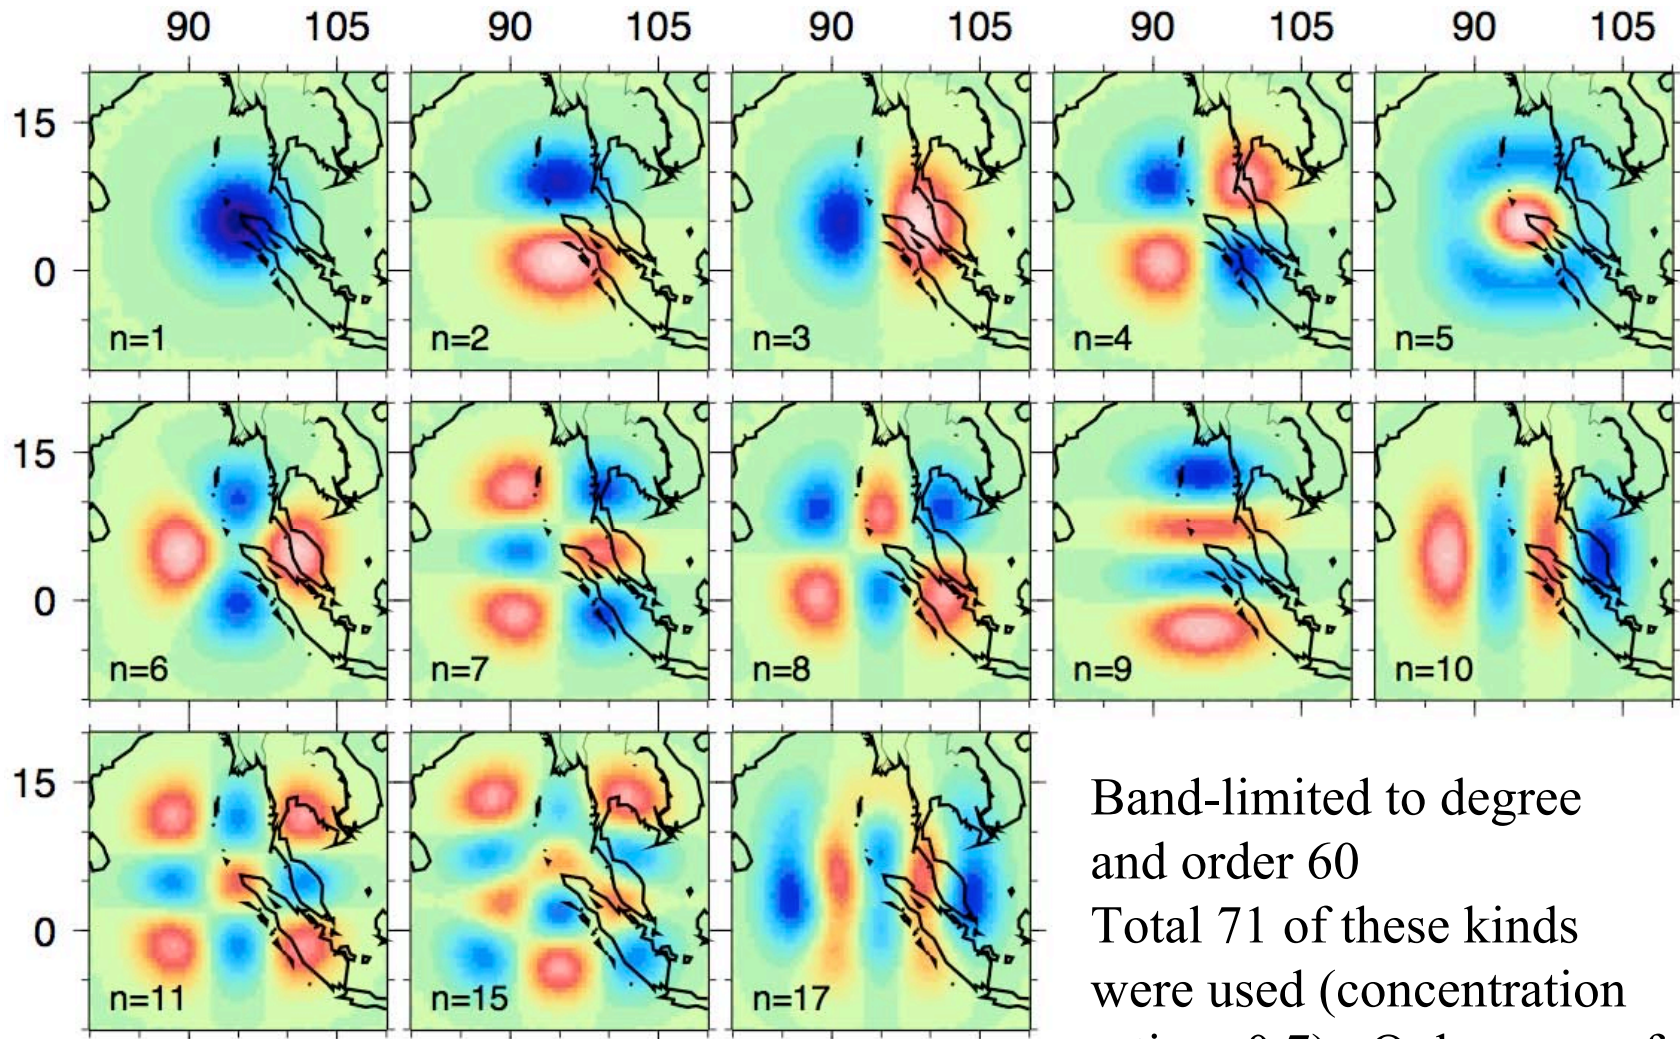 90 105 90 105 90 105 90 105 90 105
15
0
n=1 n=2 n=3 n=4 n=5
15
0
n=6 n=7 n=8 n=9 n=10
15
0
n=11 n=15 n=17
Band-limited to degree
and order 60
Total 71 of these kinds
were used (concentration